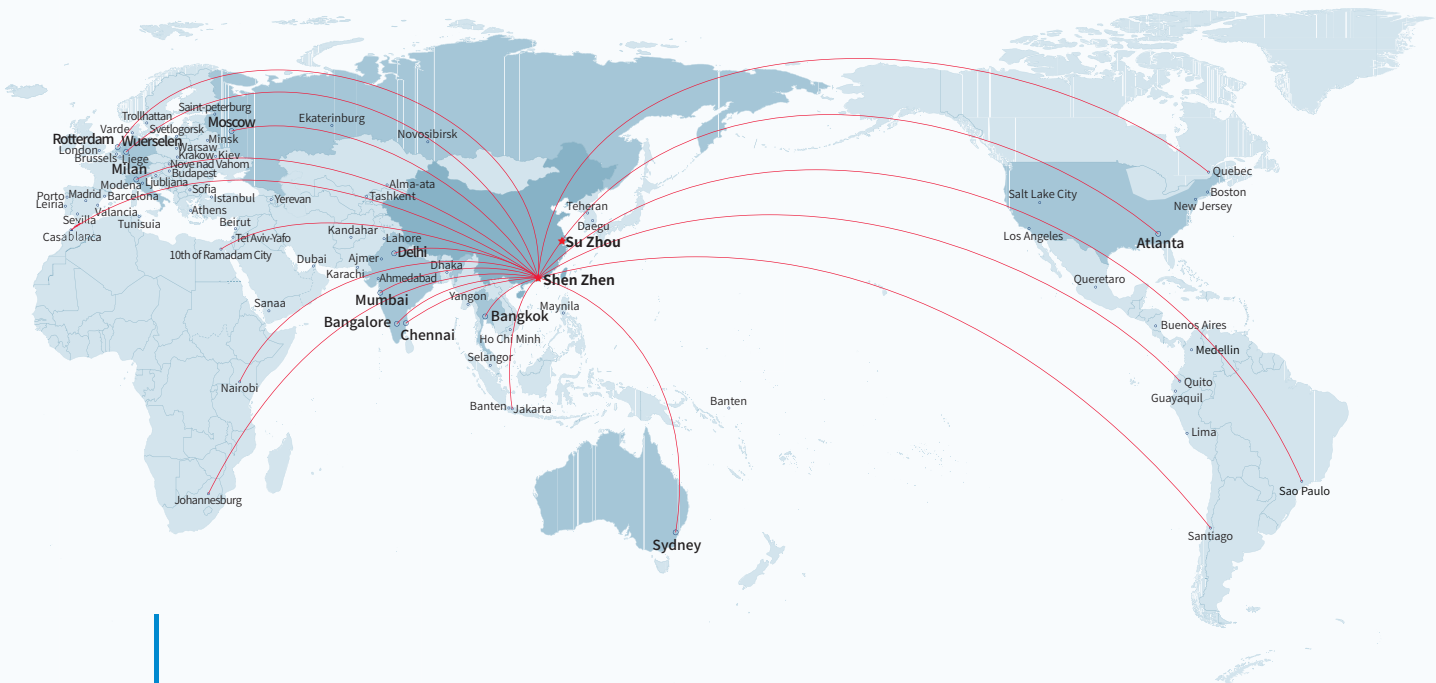 Saint-peterburg
Trollhattan
Moscow
Ekaterinburg
Varde
Svetlogorsk
Novosibirsk
Rotterdam
Wuerselen
Minsk
London
Warsaw
Brussels
Liege
Krakow
Kiev
Milan
Nove nad Vahom
Budapest
Modena
Ljubljana
Alma-ata
Porto
Madrid
Barcelona
Sofia
Istanbul
Yerevan
Tashkent
Leiria
Valancia
Athens
Sevilla
Tunisuia
Beirut
Casablanca
Tel Aviv-Yafo
Kandahar
Lahore
10th of Ramadam City
Delhi
Dubai
Ajmer
Karachi
Dhaka
Ahmedabad
Teheran
Daegu
Su Zhou
Shen Zhen
Sanaa
Mumbai
Yangon
Maynila
Bangalore
Bangkok
Chennai
Ho Chi Minh
Selangor
Nairobi
Banten
Jakarta
Banten
Johannesburg
Sydney
Quebec
Salt Lake City
Boston
New Jersey
Los Angeles
Atlanta
Queretaro
Buenos Aires
Medellin
Quito
Guayaquil
Lima
Sao Paulo
Santiago